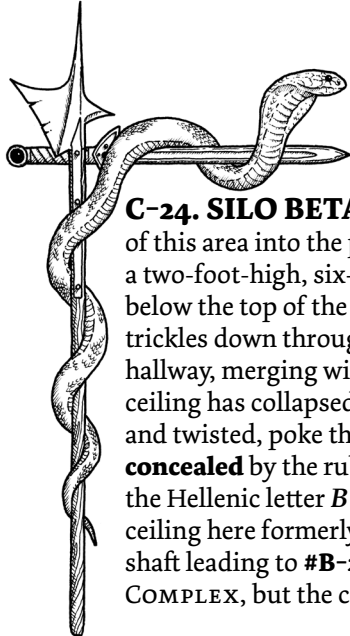 C-24. SILO BETA
of this area into the
a two-foot-high, six-
below the top of the
trickles down throug
hallway, merging wi
ceiling has collapsed
and twisted, poke th
concealed by the ru
the Hellenic letter B
ceiling here formerly
shaft leading to #B-
COMPLEX, but the c